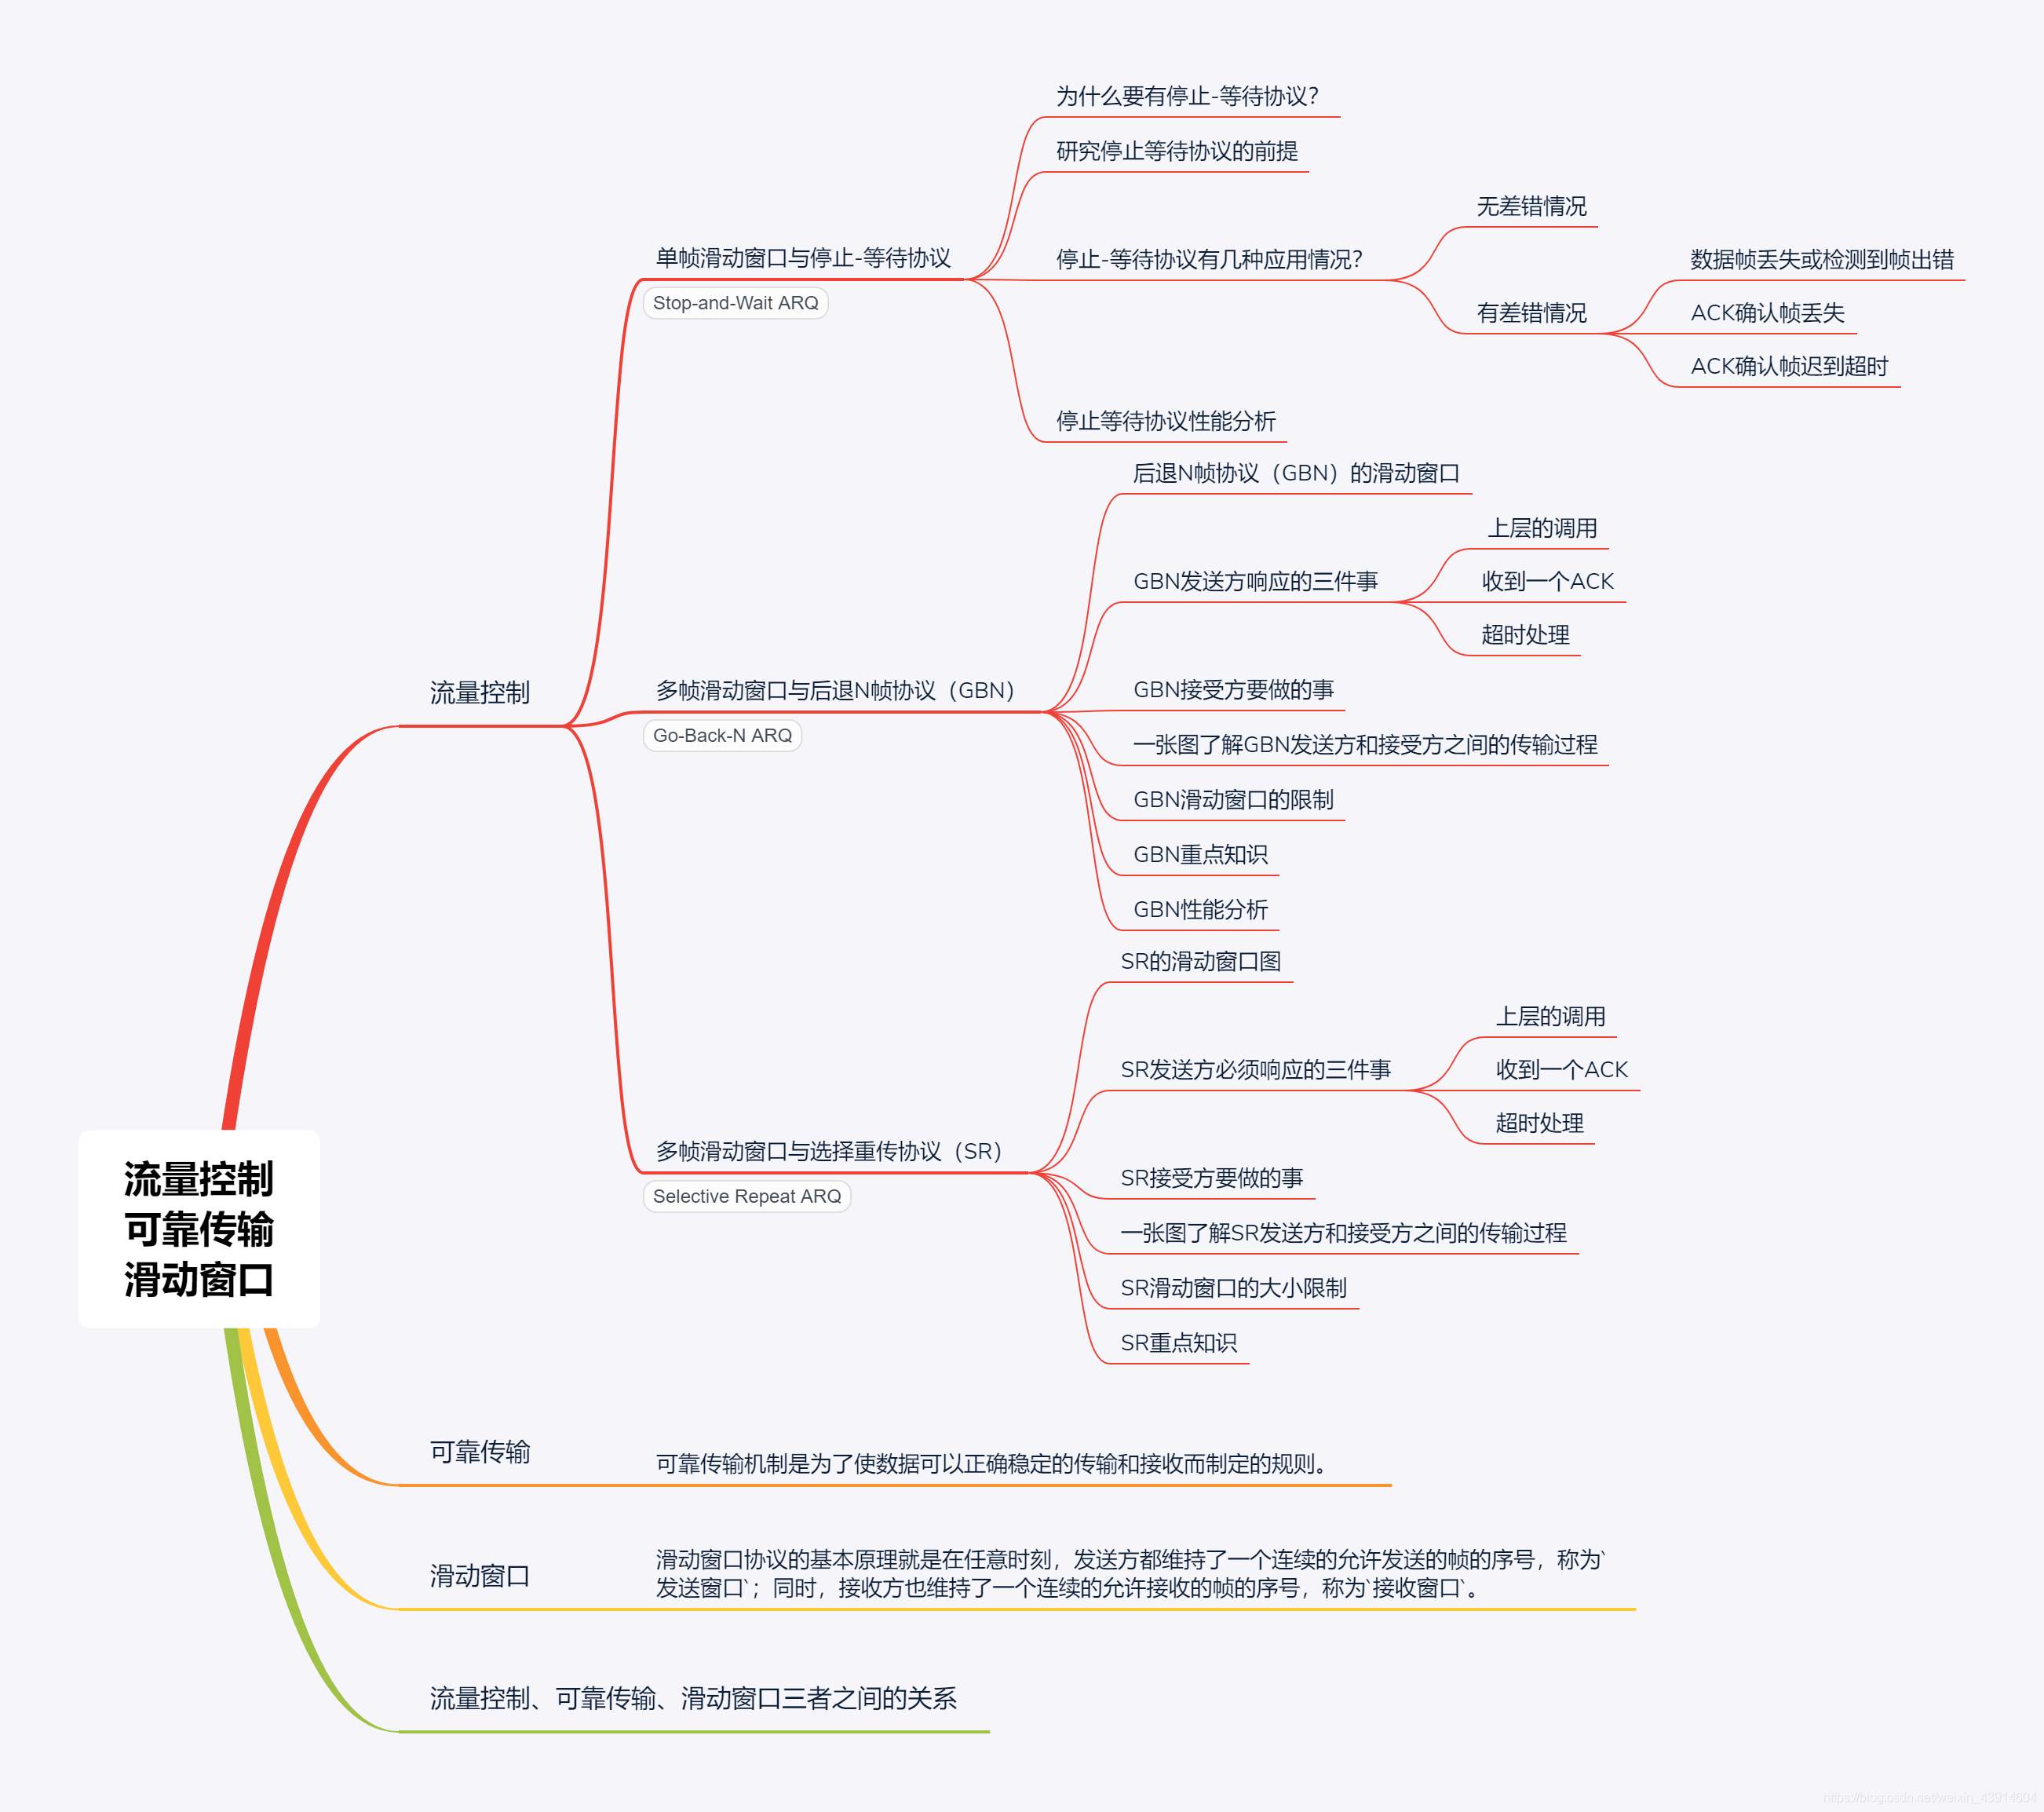 为什么要有停止-等待协议?
研究停止等待协议的前提
无差错情况
单帧滑动窗口与停止-等待协议
停止-等待协议有几种应用情况?
数据帧丢失或检测到帧出错
Stop-and-Wait ARQ
有差错情况
ACK确认帧丢失
ACK确认帧迟到超时
停止等待协议性能分析
后退N帧协议（GBN）的滑动窗口
上层的调用
GBN发送方响应的三件事
收到一个ACK
超时处理
流量控制
多帧滑动窗口与后退N帧协议（GBN）
GBN接受方要做的事
Go-Back-N ARQ
一张图了解GBN发送方和接受方之间的传输过程
GBN滑动窗口的限制
GBN重点知识
GBN性能分析
SR的滑动窗口图
上层的调用
SR发送方必须响应的三件事
收到一个ACK
超时处理
多帧滑动窗口与选择重传协议（SR）
Selective Repeat ARQ
SR接受方要做的事
一张图了解SR发送方和接受方之间的传输过程
SR滑动窗口的大小限制
SR重点知识
流量控制
可靠传输
滑动窗口
可靠传输
可靠传输机制是为了使数据可以正确稳定的传输和接收而制定的规则。
滑动窗口
滑动窗口协议的基本原理就是在任意时刻，发送方都维持了一个连续的允许发送的帧的序号，称为`
发送窗口`；同时，接收方也维持了一个连续的允许接收的帧的序号，称为`接收窗口`。
流量控制、可靠传输、滑动窗口三者之间的关系
https://blog.csdn.net/weixin_43914604